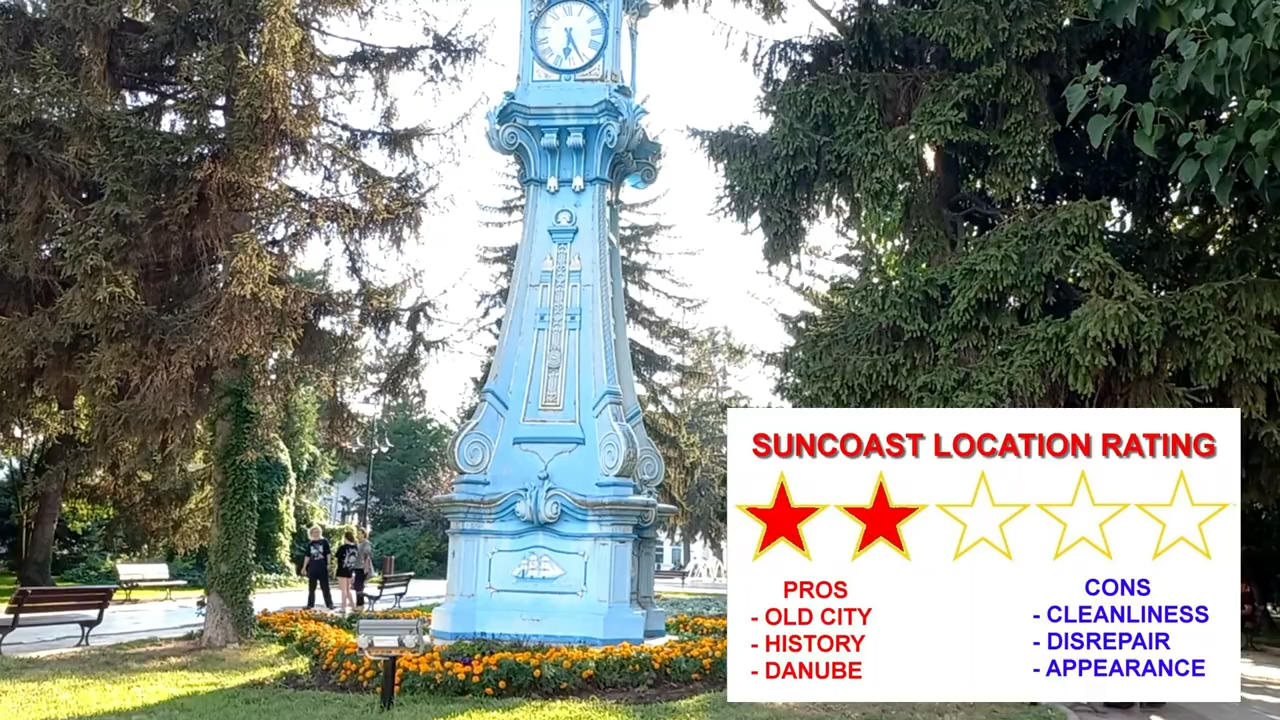 SUNCOAST LOCATION RATING
PROS
- OLD CITY
- HISTORY
- DANUBE
CONS
- CLEANLINESS
- DISREPAIR
- APPEARANCE